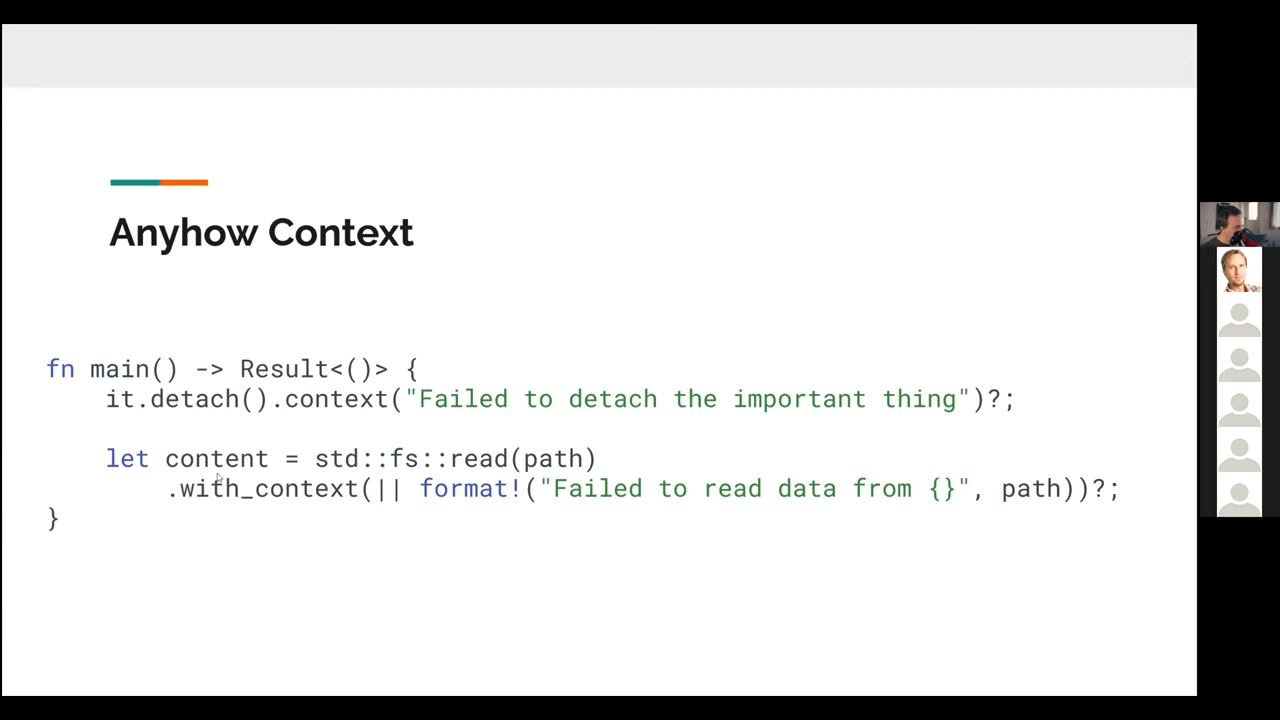 Anyhow Context
fn main() -> Result<()> {
    it.detach().context("Failed to detach the important thing")?;
    let content = std::fs::read(path)
        .with_context(|| format!("Failed to read data from {}", path))?;
}